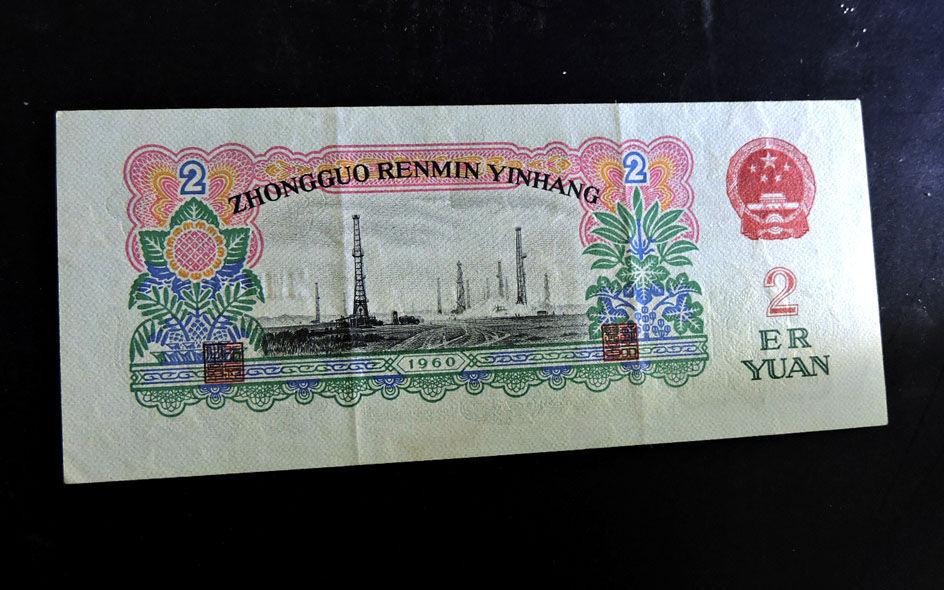 2
2
ZHONGGUO RENMIN YINHANG
2
ER
YUAN
1960